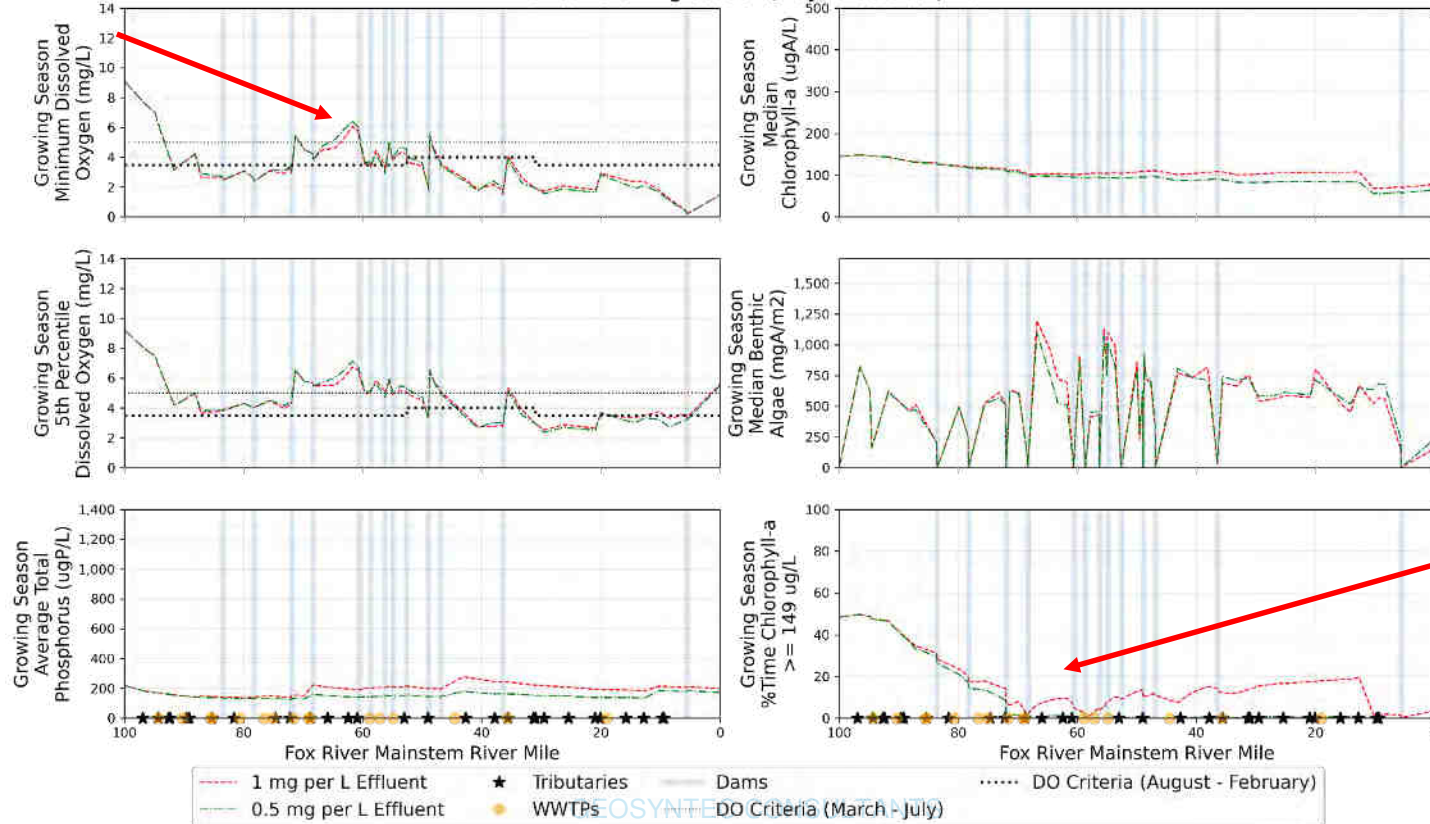 Growing Season
Minimum Dissolved
Oxygen (mg/L)
14
12
10
8
6
4
2
0
Growing Season
Median
Chlorophyll-a (ugA/L)
500
400
300
200
100
0
Growing Season
5th Percentile
Dissolved Oxygen (mg/L)
14
12
10
8
6
4
2
0
Growing Season
Median Benthic
Algae (mgA/m2)
1,500
1,250
1,000
750
500
250
0
Growing Season
Average Total
Phosphorus (ugP/L)
1,400
1,200
1,000
800
600
400
200
0
100 80 60 40 20 0
Fox River Mainstem River Mile
Growing Season
%Time Chlorophyll-a
>= 149 ug/L
100
80
60
40
20
0
100 80 60 40 20
Fox River Mainstem River Mile
1 mg per L Effluent
0.5 mg per L Effluent
Tributaries
WWTPs
Dams
DO Criteria (March - July)
DO Criteria (August - February)
GEOSYNTEC CONSULTANTS